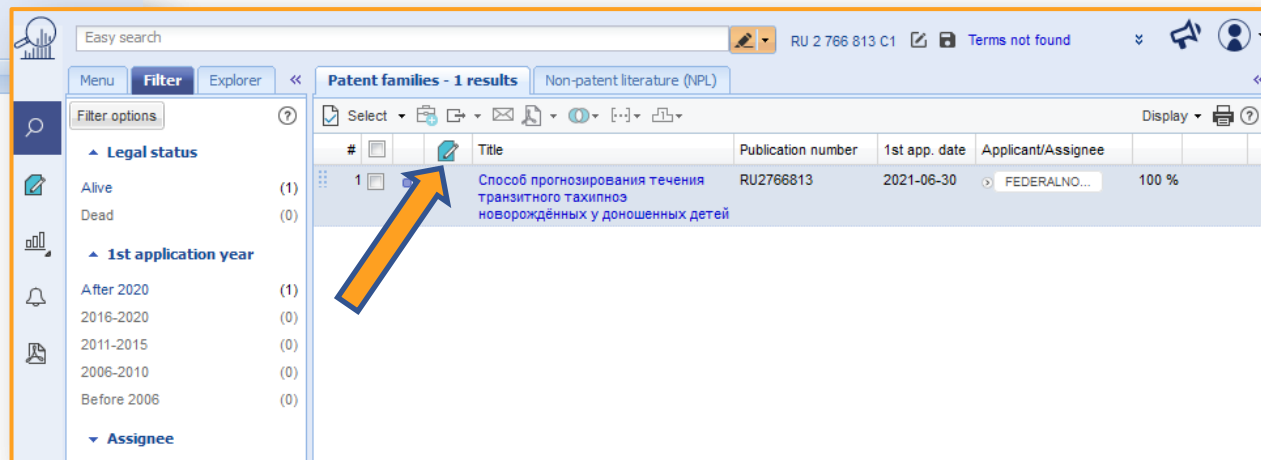 Easy search
RU 2 766 813 C1
Terms not found
Menu Filter Explorer
Patent families - 1 results Non-patent literature (NPL)
Filter options
Select
Display
Legal status
Alive (1)
Dead (0)
1st application year
After 2020 (1)
2016-2020 (0)
2011-2015 (0)
2006-2010 (0)
Before 2006 (0)
Assignee
# Title Publication number 1st app. date Applicant/Assignee
1 Способ прогнозирования течения RU2766813 2021-06-30 FEDERALNO... 100 %
транзитного тахипноэ
новорождённых у доношенных детей